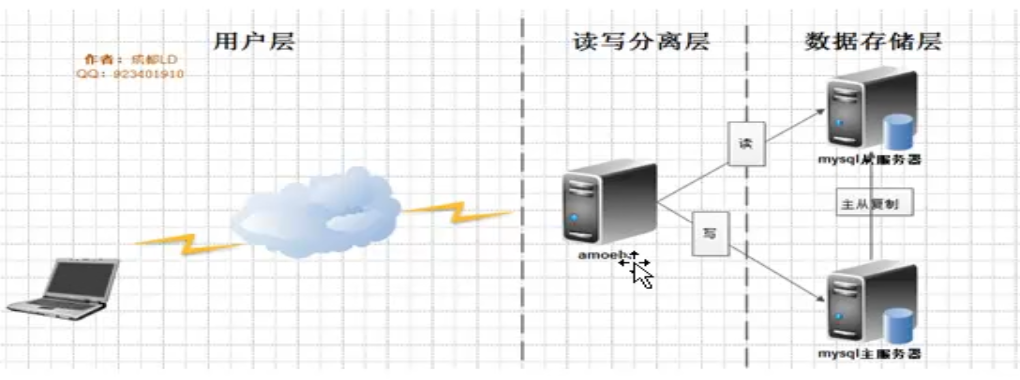 用户层
读写分离层
数据存储层
作者：成都LD
QQ：923401910
读
mysql从服务器
主从复制
写
amoeba
mysql主服务器